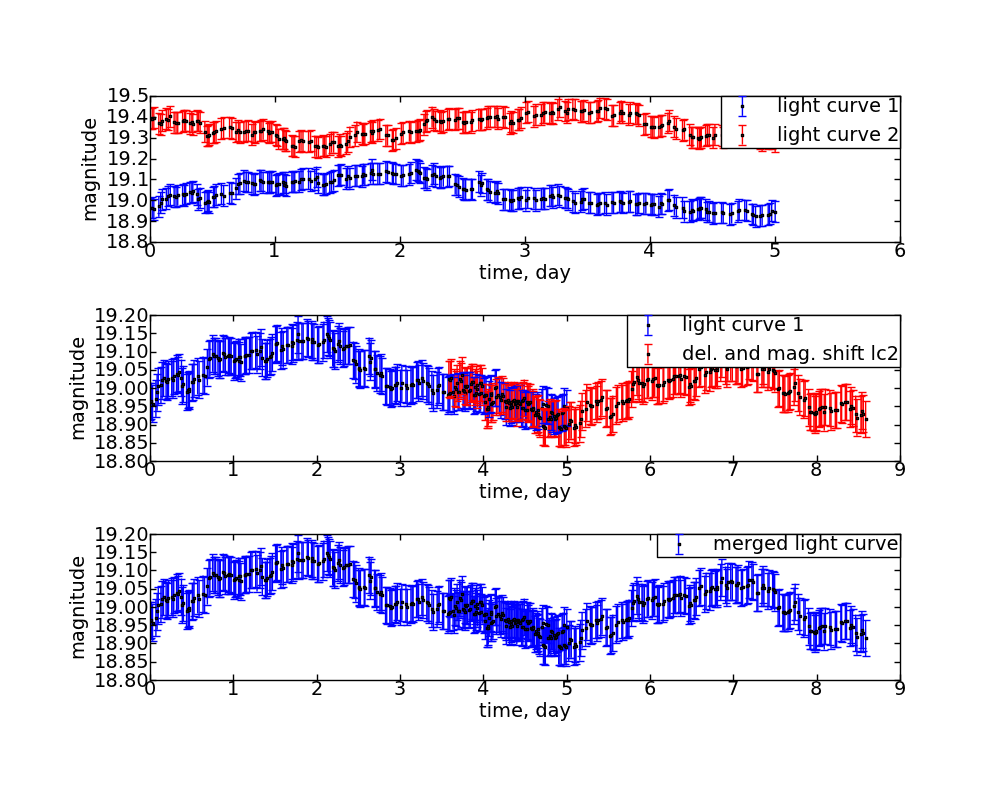 19.5
19.4
19.3
19.2
19.1
19.0
18.9
18.8
magnitude
light curve 1
light curve 2
0 1 2 3 4 5 6
time, day
19.20
19.15
19.10
19.05
19.00
18.95
18.90
18.85
18.80
magnitude
light curve 1
del. and mag. shift lc2
0 1 2 3 4 5 6 7 8 9
time, day
19.20
19.15
19.10
19.05
19.00
18.95
18.90
18.85
18.80
magnitude
merged light curve
0 1 2 3 4 5 6 7 8 9
time, day